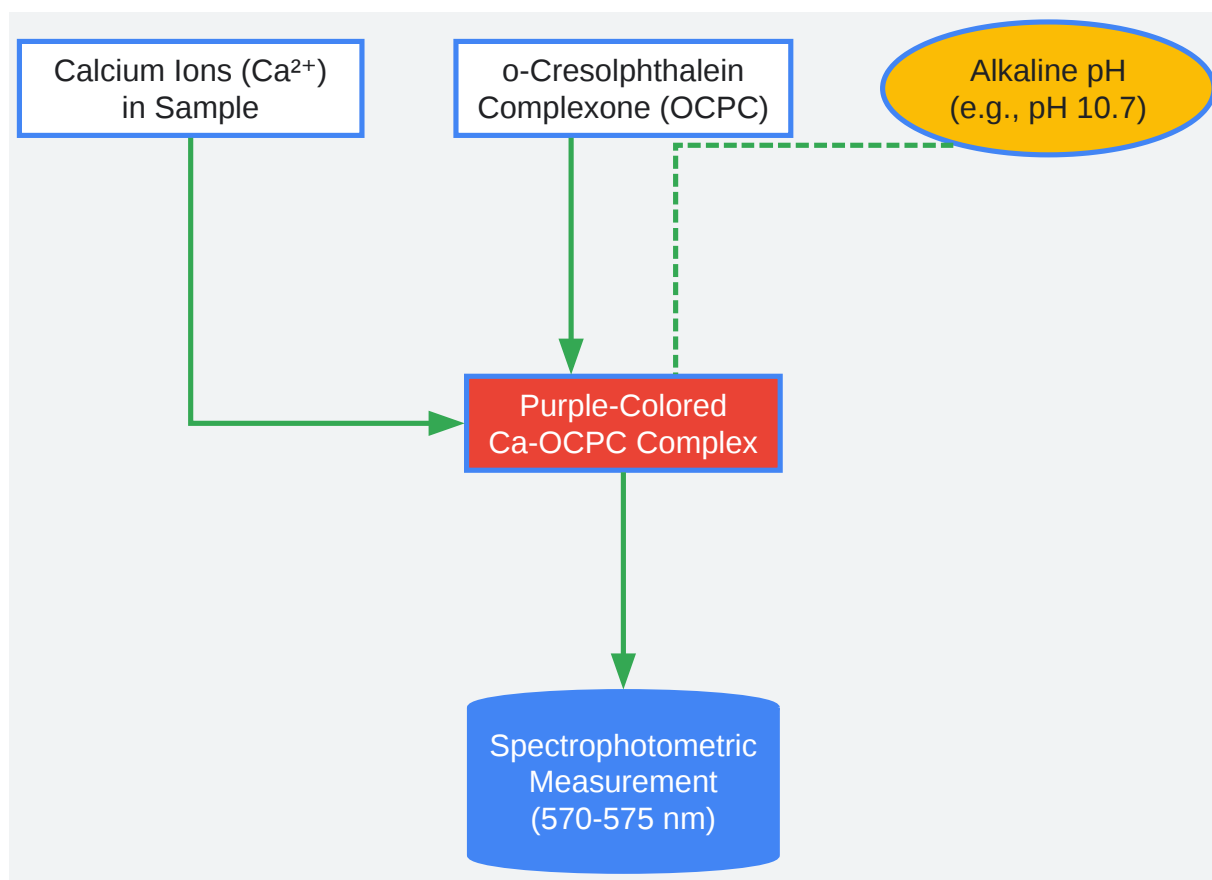 Calcium Ions (Ca²⁺)
in Sample
o-Cresolphthalein
Complexone (OCPC)
Alkaline pH
(e.g., pH 10.7)
Purple-Colored
Ca-OCPC Complex
Spectrophotometric
Measurement
(570-575 nm)